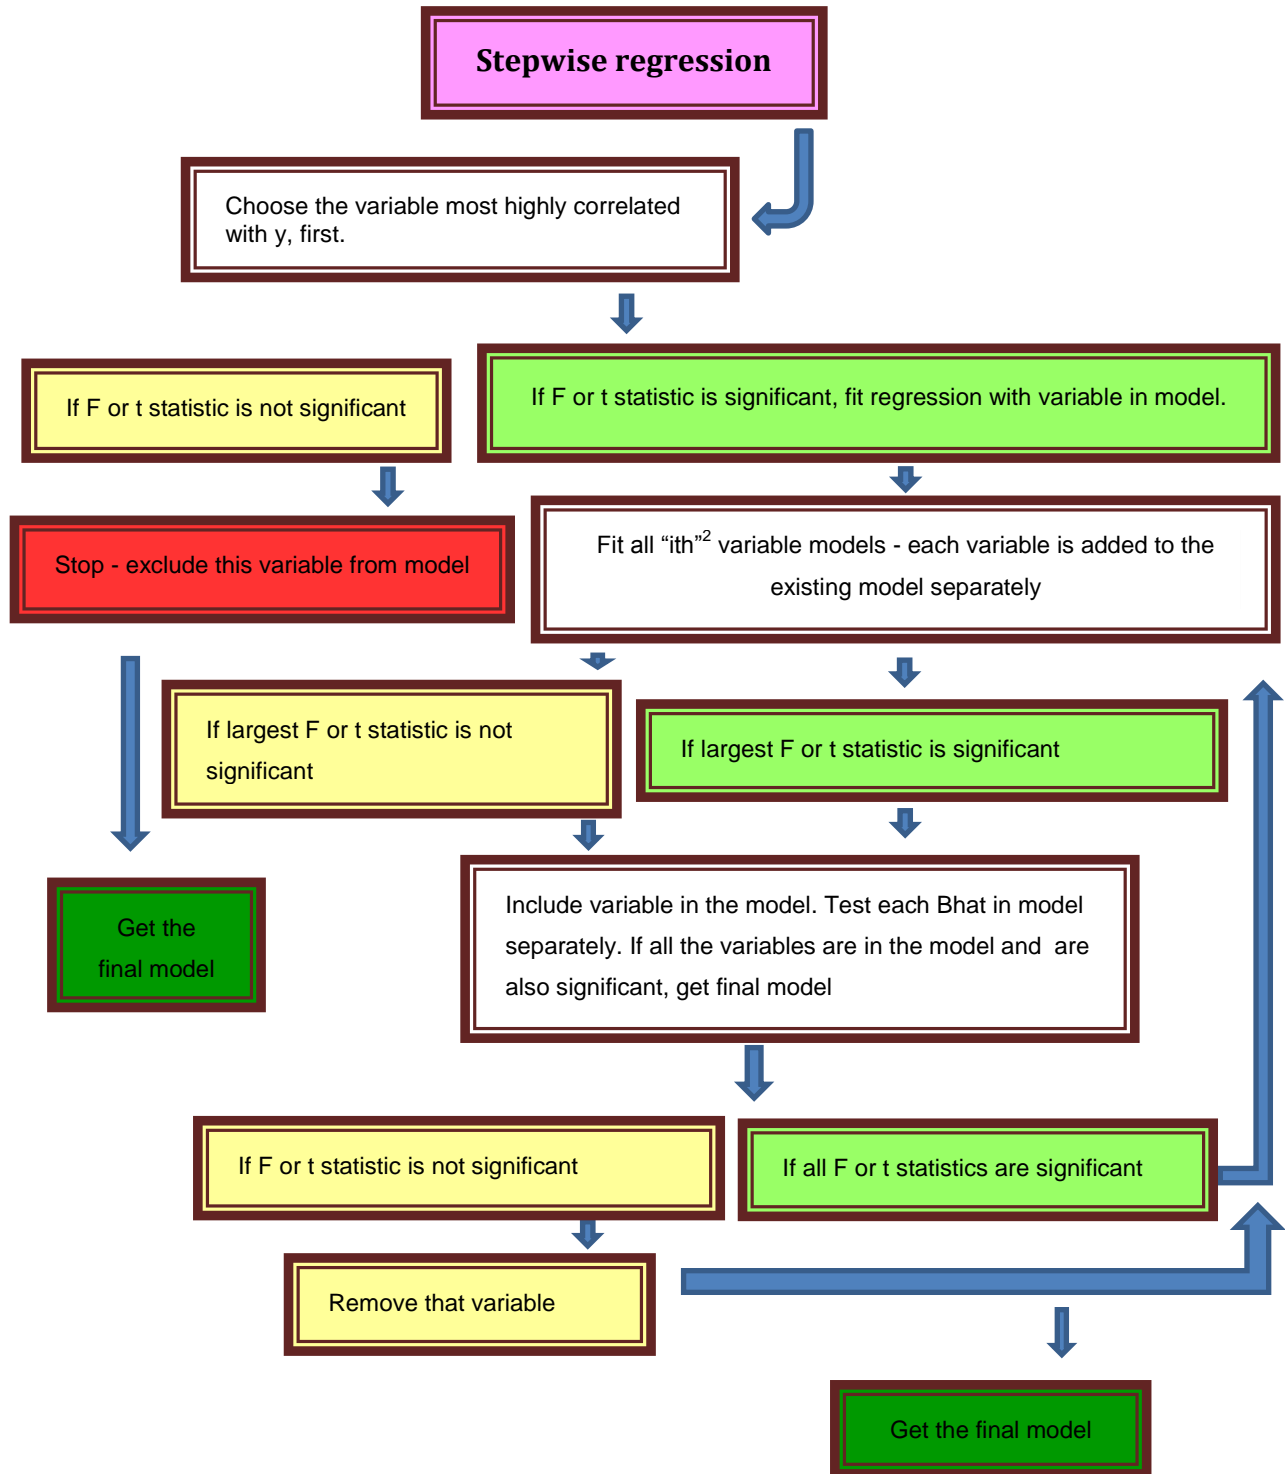 Stepwise regression
Choose the variable most highly correlated
with y, first.
If F or t statistic is not significant
If F or t statistic is significant, fit regression with variable in model.
Stop - exclude this variable from model
Fit all “ith”2 variable models - each variable is added to the
existing model separately
If largest F or t statistic is not
significant
If largest F or t statistic is significant
Get the
final model
Include variable in the model. Test each Bhat in model
separately. If all the variables are in the model and are
also significant, get final model
If F or t statistic is not significant
If all F or t statistics are significant
Remove that variable
Get the final model